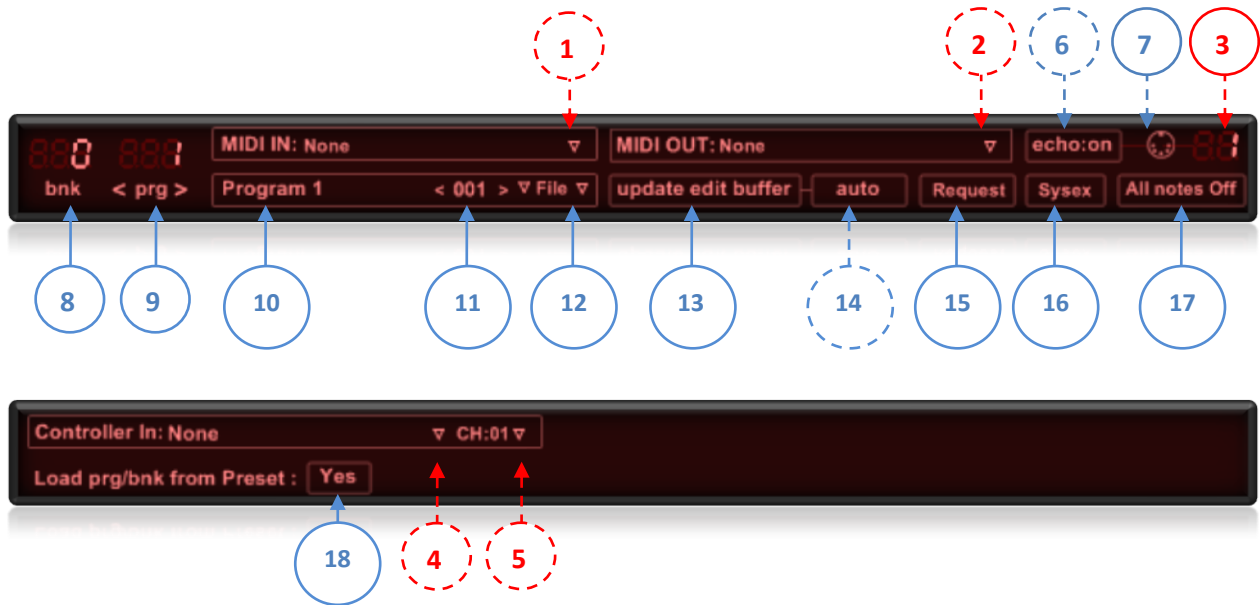 1 2 6 7 3
0 1 MIDI IN: None ▽ MIDI OUT: None ▽ echo:on 1
bnk < prg > Program 1 < 001 > ▽ File ▽ update edit buffer auto Request Sysex All notes Off
8 9 10 11 12 13 14 15 16 17
Controller In: None ▽ CH:01 ▽
Load prg/bnk from Preset : Yes
18 4 5